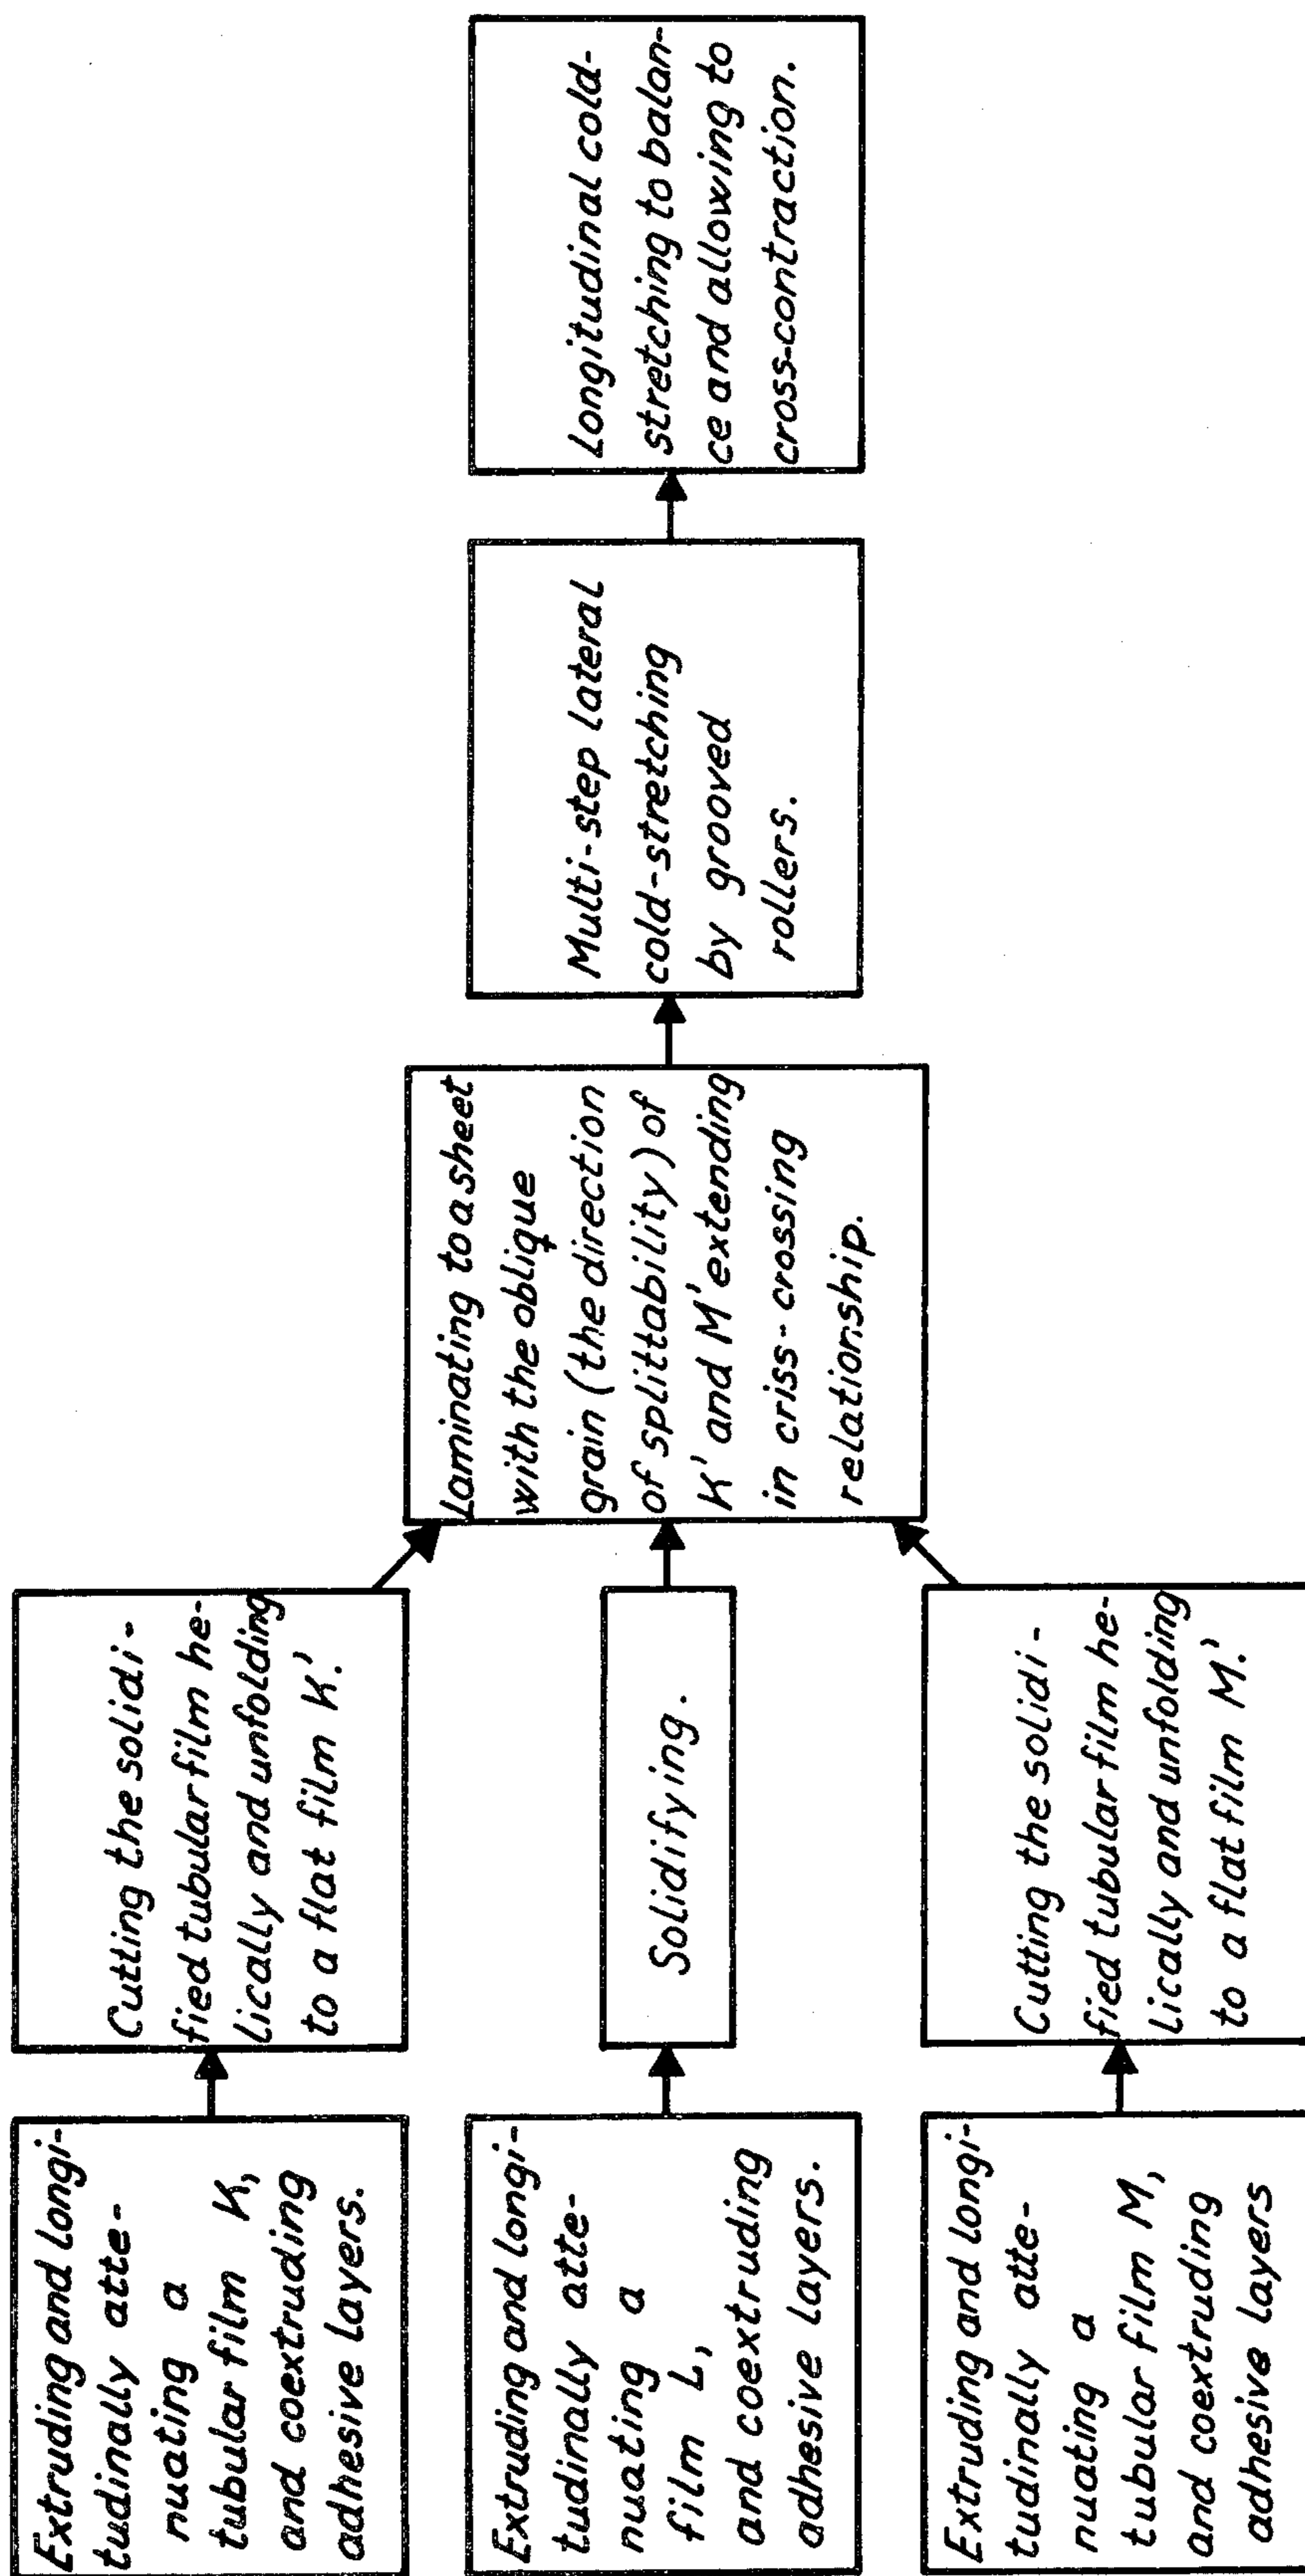 Extruding and longi-
tudinally atte-
nuating a
tubular film K,
and coextruding
adhesive layers.
Cutting the solidi-
fied tubular film he-
lically and unfolding
to a flat film K'.
Extruding and longi-
tudinally atte-
nuating a
film L,
and coextruding
adhesive layers.
Solidifying.
Extruding and longi-
tudinally atte-
nuating a
tubular film M,
and coextruding
adhesive layers
Cutting the solidi-
fied tubular film he-
lically and unfolding
to a flat film M'.
Laminating to a sheet
with the oblique
grain (the direction
of splittability) of
K' and M' extending
in criss-crossing
relationship.
Multi-step lateral
cold-stretching
by grooved
rollers.
Longitudinal cold-
stretching to balan-
ce and allowing to
cross-contraction.